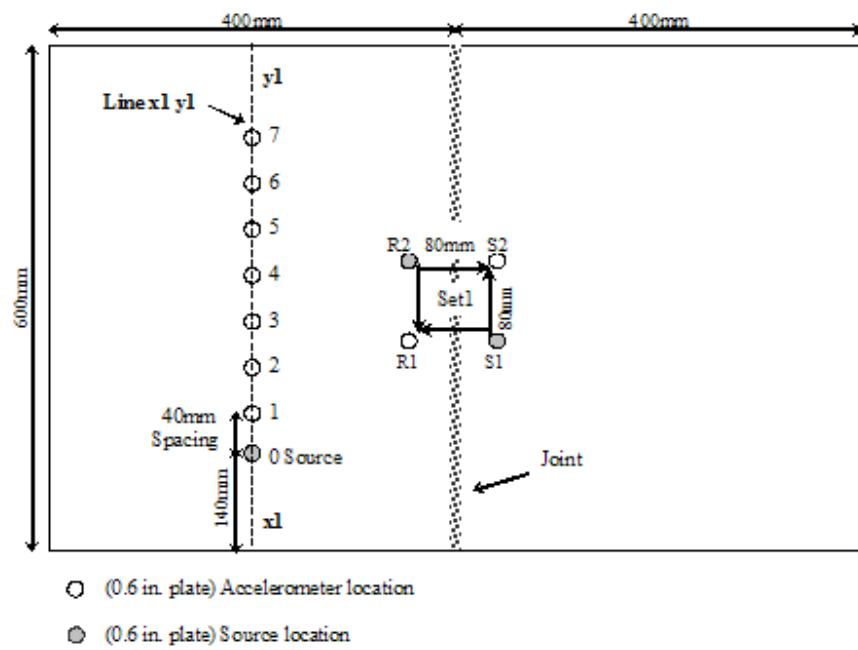 400mm
400mm
y1
Line x1 y1
7
6
5
4
3
2
1
0 Source
40mm
Spacing
140mm
x1
600mm
R2
80mm
S2
Set1
80mm
R1
S1
Joint
(0.6 in. plate) Accelerometer location
(0.6 in. plate) Source location